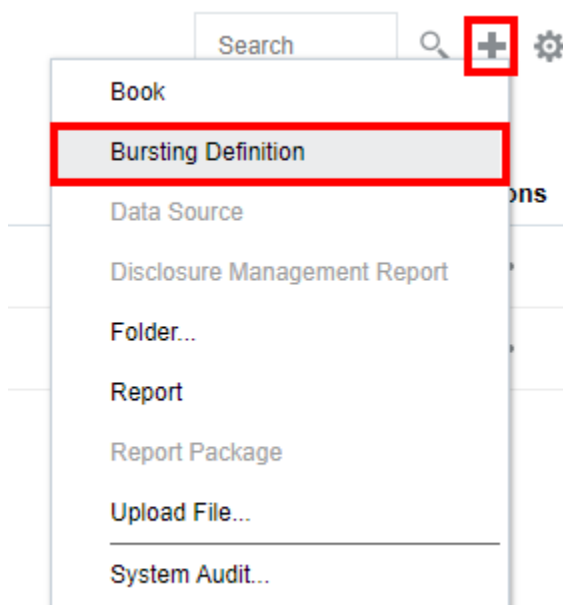 Search
Book
Bursting Definition
ons
Data Source
Disclosure Management Report
Folder...
Report
Report Package
Upload File...
System Audit...